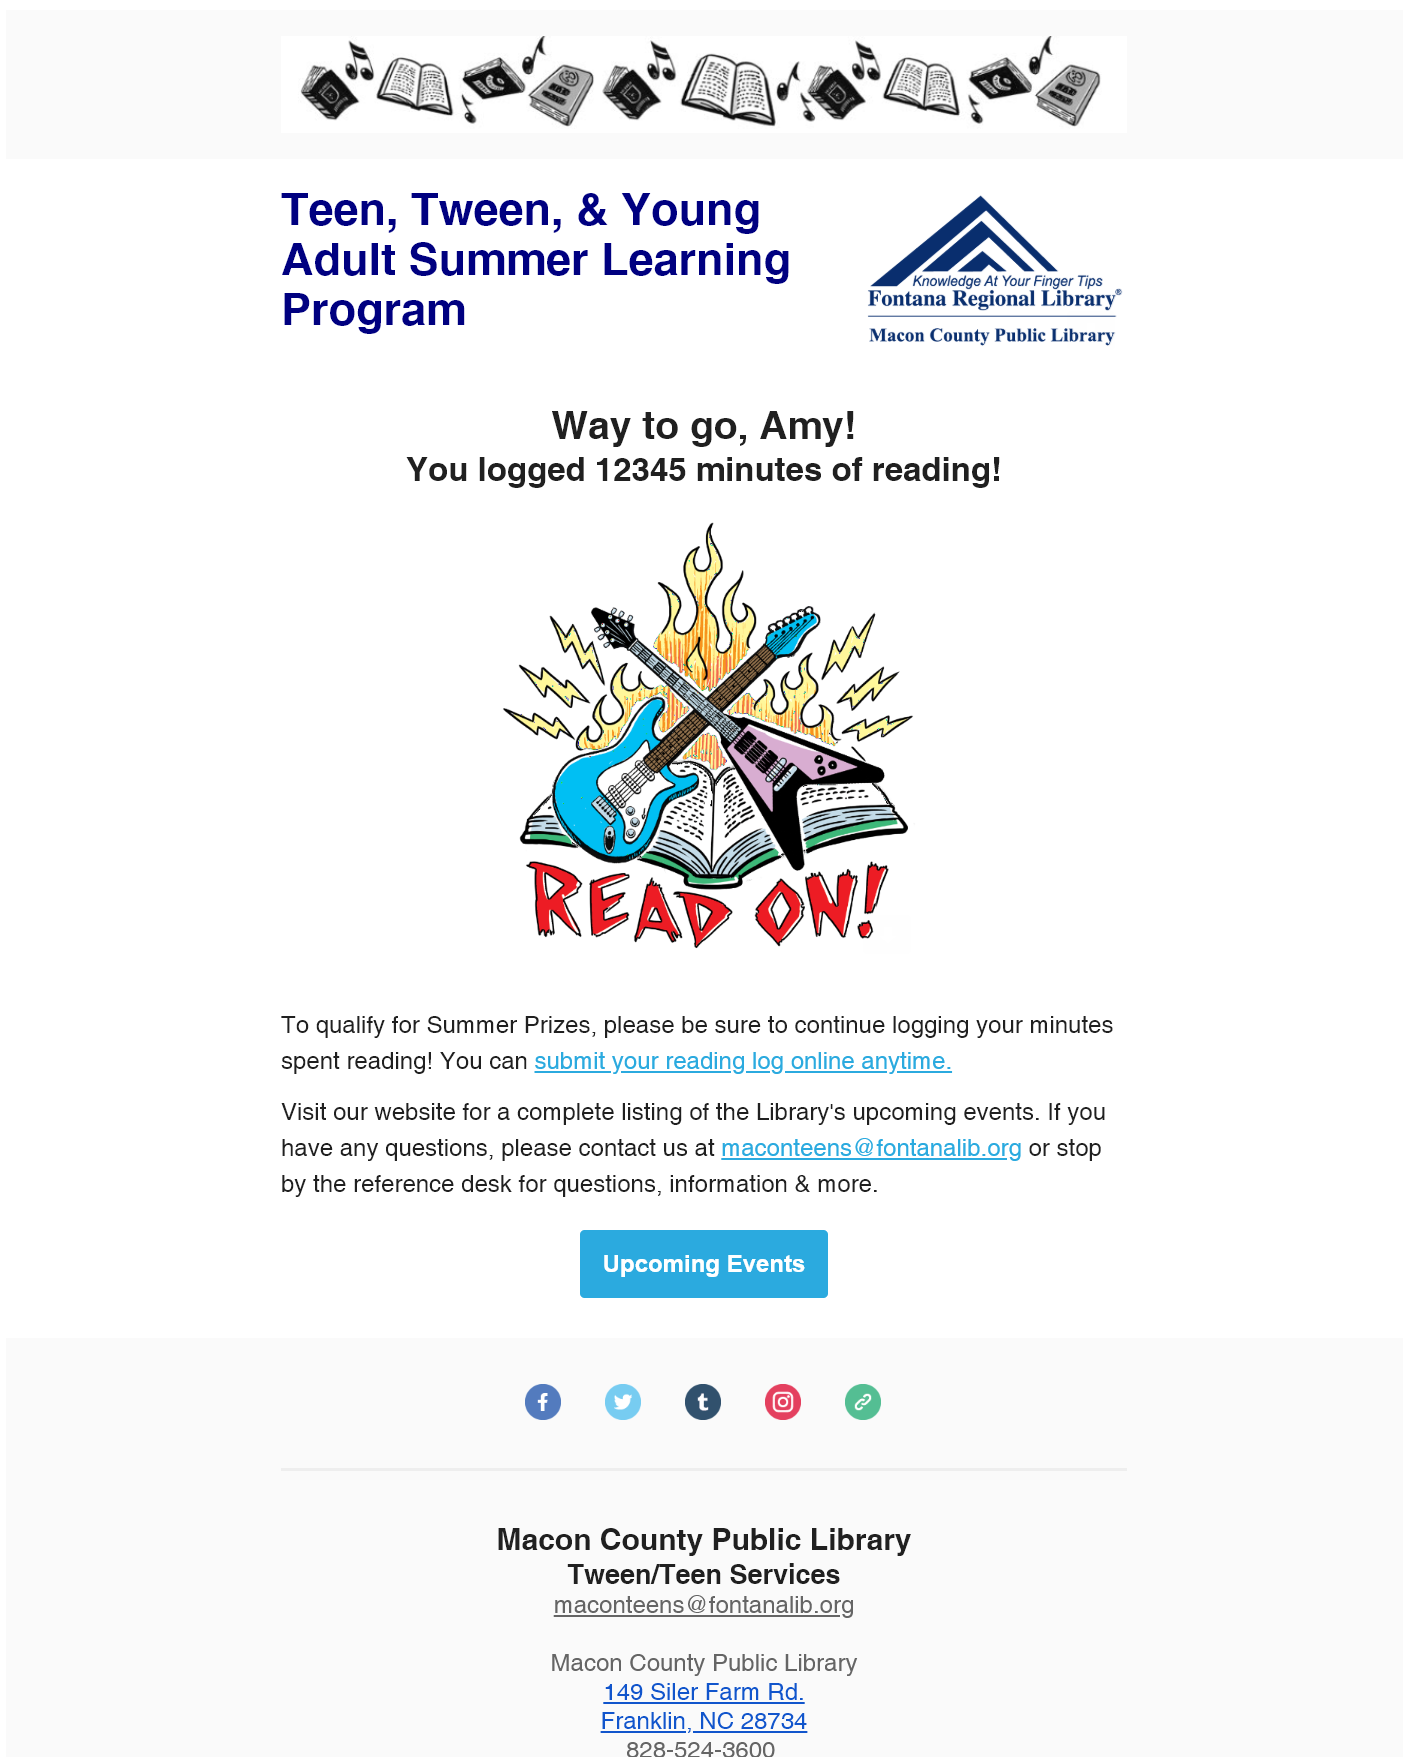 Teen, Tween, & Young
Adult Summer Learning
Program
Knowledge At Your Finger Tips
Fontana Regional Library®
Macon County Public Library
Way to go, Amy!
You logged 12345 minutes of reading!
READ ON!
To qualify for Summer Prizes, please be sure to continue logging your minutes
spent reading! You can submit your reading log online anytime.
Visit our website for a complete listing of the Library's upcoming events. If you
have any questions, please contact us at maconteens@fontanalib.org or stop
by the reference desk for questions, information & more.
Upcoming Events
Macon County Public Library
Tween/Teen Services
maconteens@fontanalib.org
Macon County Public Library
149 Siler Farm Rd.
Franklin, NC 28734
828-524-3600